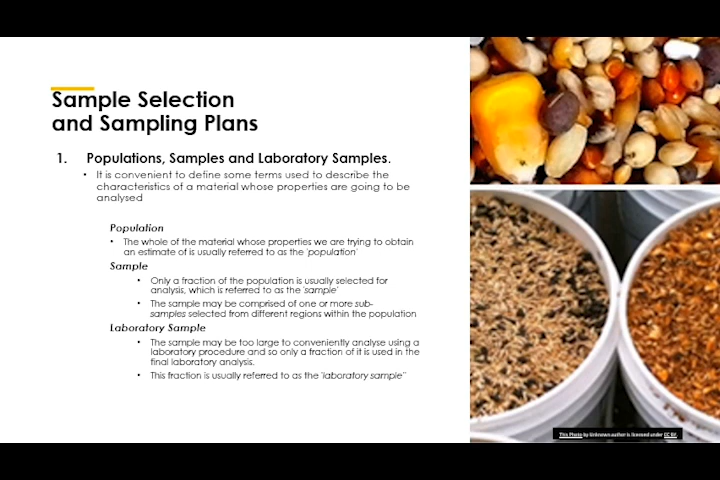 Sample Selection
and Sampling Plans
1. Populations, Samples and Laboratory Samples.
• It is convenient to define some terms used to describe the
characteristics of a material whose properties are going to be
analysed
Population
• The whole of the material whose properties we are trying to obtain
an estimate of is usually referred to as the 'population'
Sample
• Only a fraction of the population is usually selected for
analysis, which is referred to as the 'sample'
• The sample may be comprised of one or more sub-
samples selected from different regions within the population
Laboratory Sample
• The sample may be too large to conveniently analyse using a
laboratory procedure and so only a fraction of it is used in the
final laboratory analysis.
• This fraction is usually referred to as the 'laboratory sample"
This Photo by Unknown author is licensed under CC BY.